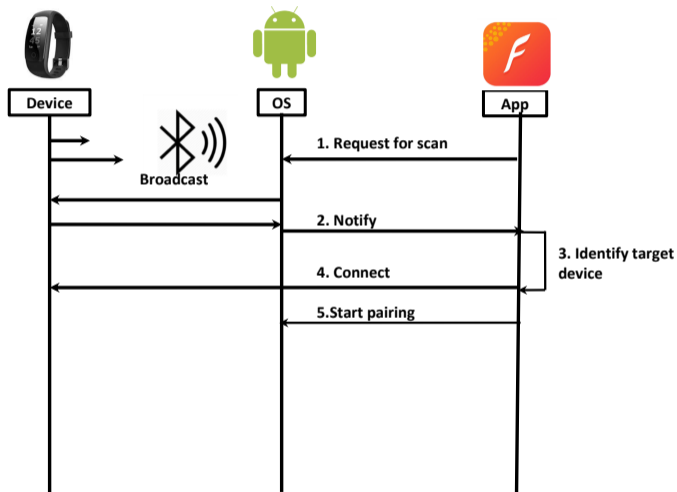 Device
OS
App
1. Request for scan
Broadcast
2. Notify
3. Identify target
device
4. Connect
5.Start pairing